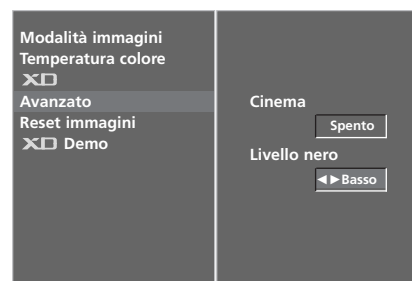 Modalità immagini
Temperatura colore
XD
Avanzato
Reset immagini
XD Demo
Cinema
Spento
Livello nero
◄►Basso